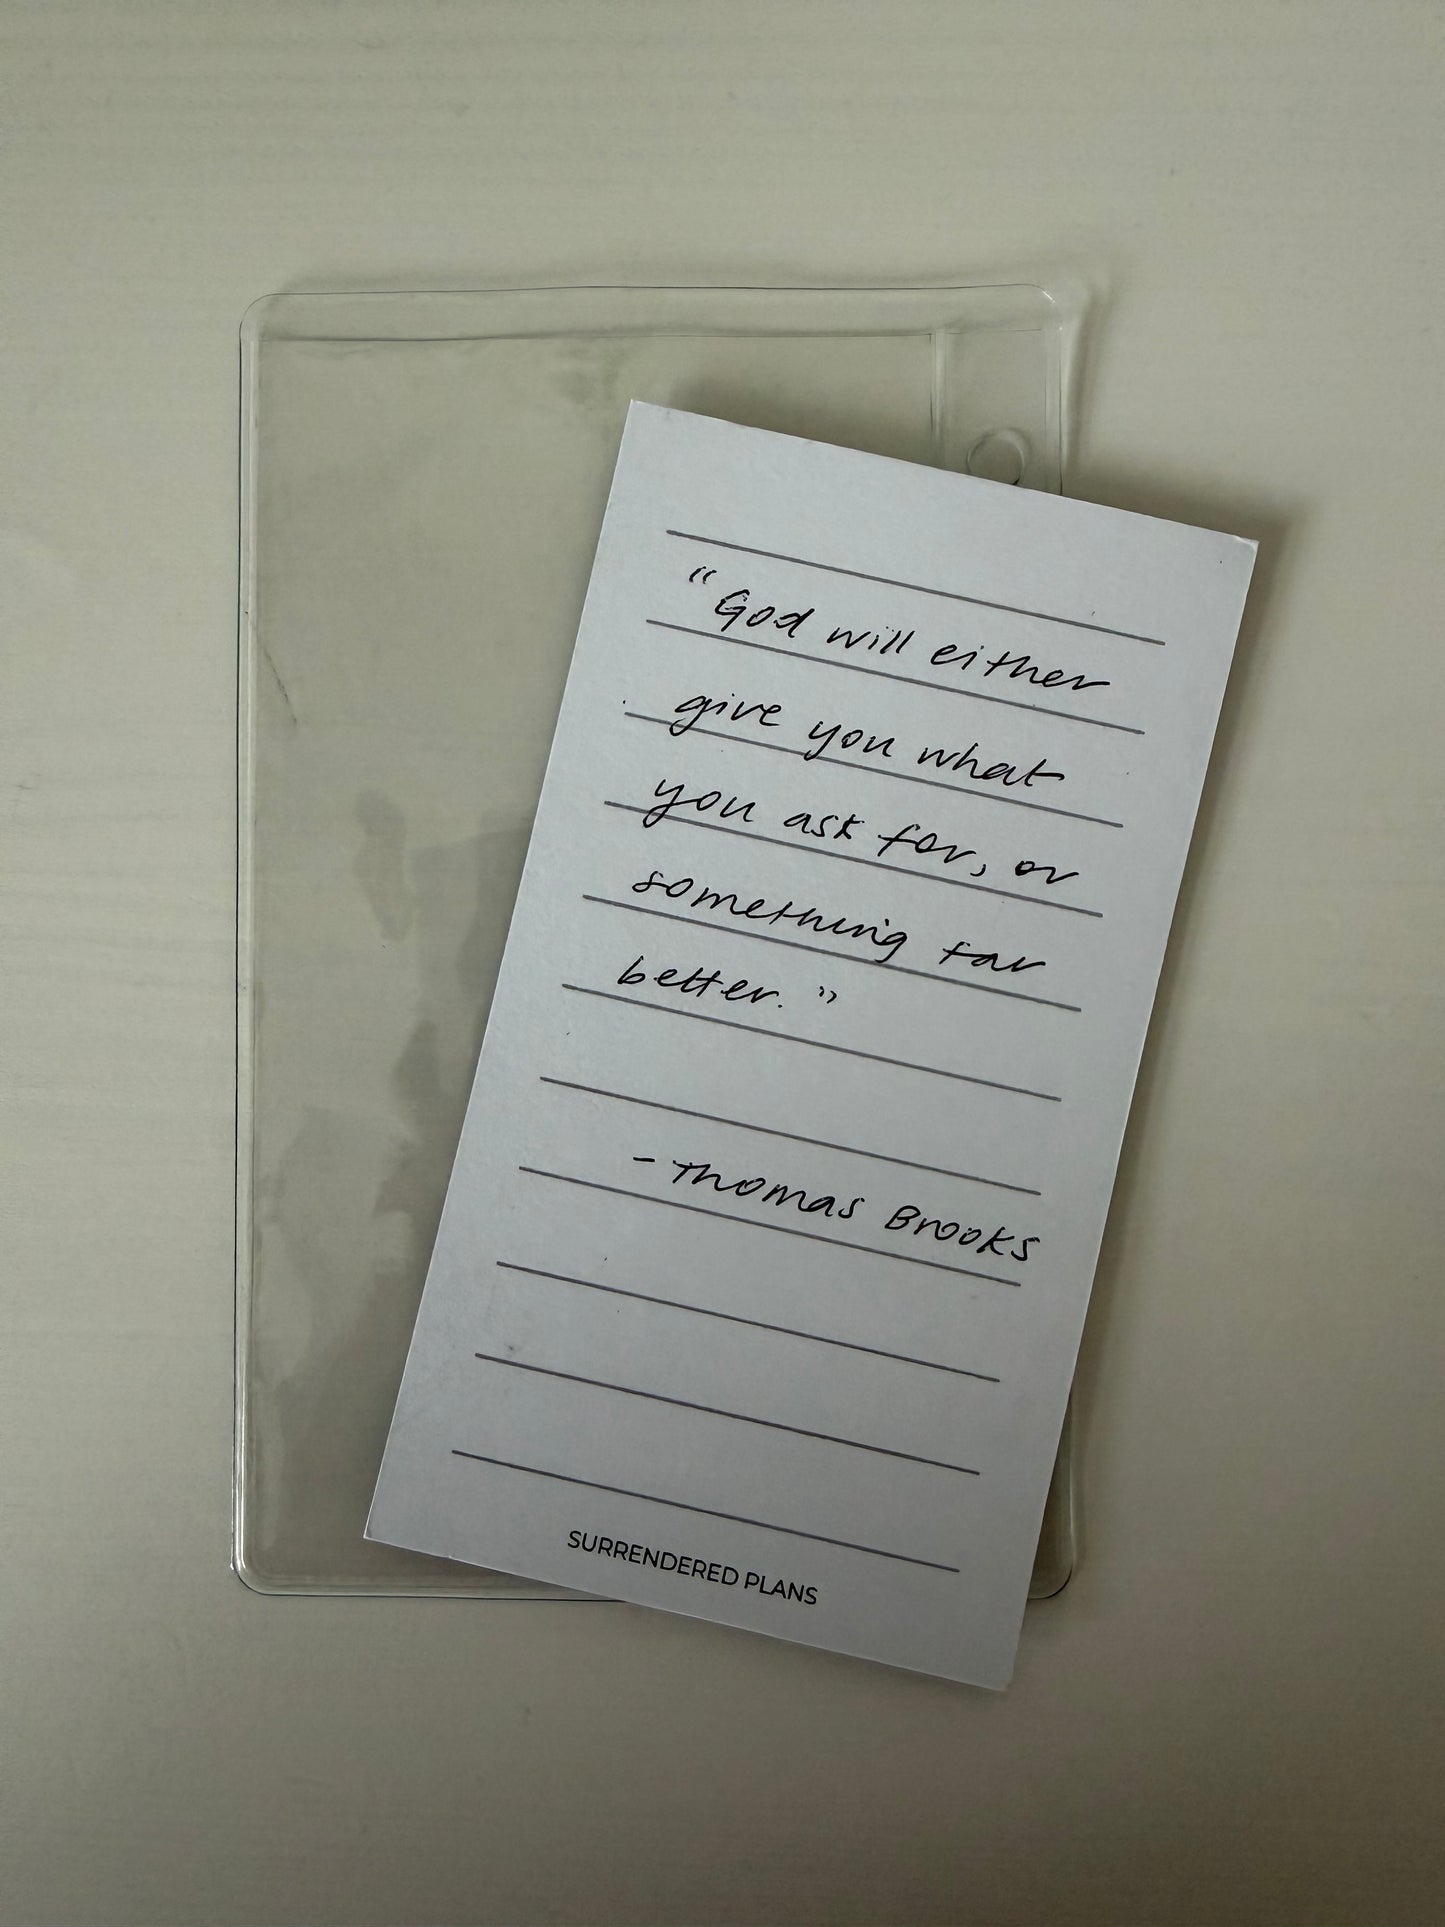 "God will either
give you what
you ask for, or
something far
better."
- Thomas Brooks
SURRENDERED PLANS